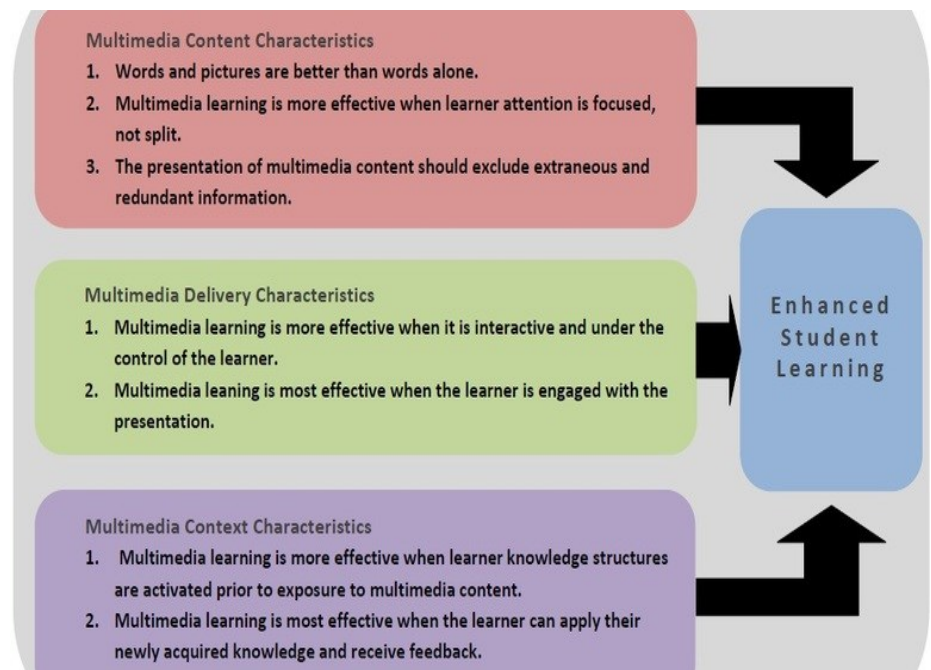 Multimedia Content Characteristics
1. Words and pictures are better than words alone.
2. Multimedia learning is more effective when learner attention is focused,
not split.
3. The presentation of multimedia content should exclude extraneous and
redundant information.
Multimedia Delivery Characteristics
1. Multimedia learning is more effective when it is interactive and under the
control of the learner.
2. Multimedia leaning is most effective when the learner is engaged with the
presentation.
Multimedia Context Characteristics
1. Multimedia learning is more effective when learner knowledge structures
are activated prior to exposure to multimedia content.
2. Multimedia learning is most effective when the learner can apply their
newly acquired knowledge and receive feedback.
Enhanced
Student
Learning